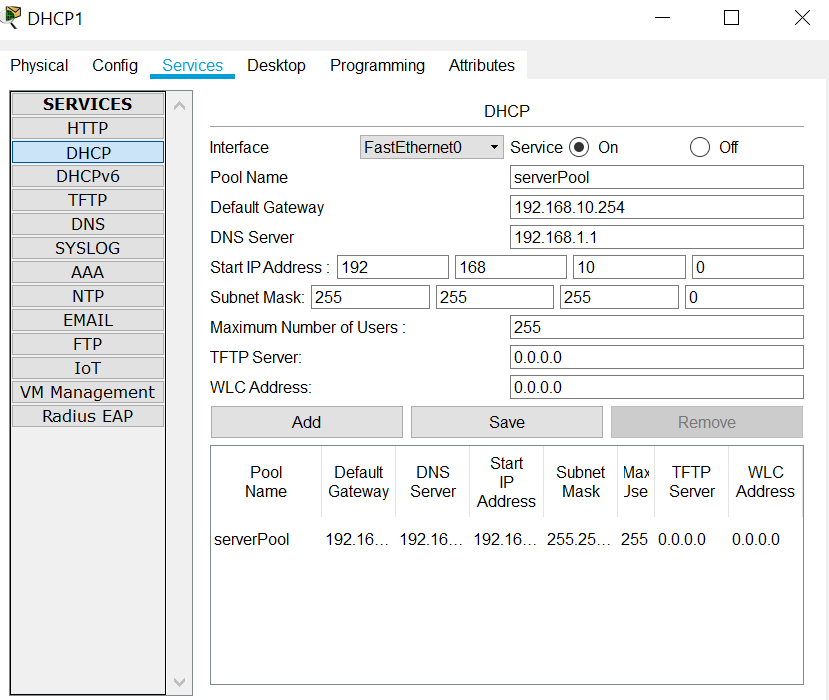 DHCP1
Physical Config Services Desktop Programming Attributes
SERVICES
HTTP
DHCP
DHCPv6
TFTP
DNS
SYSLOG
AAA
NTP
EMAIL
FTP
IoT
VM Management
Radius EAP
DHCP
Interface FastEthernet0 Service On Off
Pool Name serverPool
Default Gateway 192.168.10.254
DNS Server 192.168.1.1
Start IP Address : 192 168 10 0
Subnet Mask: 255 255 255 0
Maximum Number of Users : 255
TFTP Server: 0.0.0.0
WLC Address: 0.0.0.0
Add Save Remove
Pool Name Default Gateway DNS Server Start IP Address Subnet Mask Max Use TFTP Server WLC Address
serverPool 192.16... 192.16... 192.16... 255.25... 255 0.0.0.0 0.0.0.0